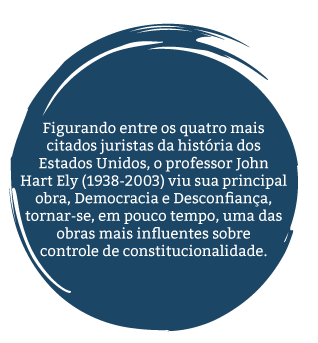 Figurando entre os quatro mais
citados juristas da história dos
Estados Unidos, o professor John
Hart Ely (1938-2003) viu sua principal
obra, Democracia e Desconfiança,
tornar-se, em pouco tempo, uma das
obras mais influentes sobre
controle de constitucionalidade.